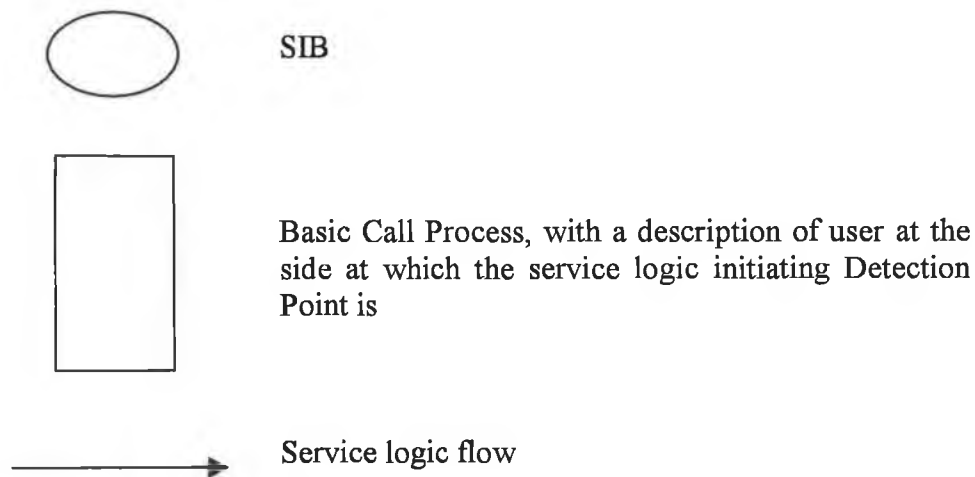 SIB
Basic Call Process, with a description of user at the
side at which the service logic initiating Detection
Point is
Service logic flow